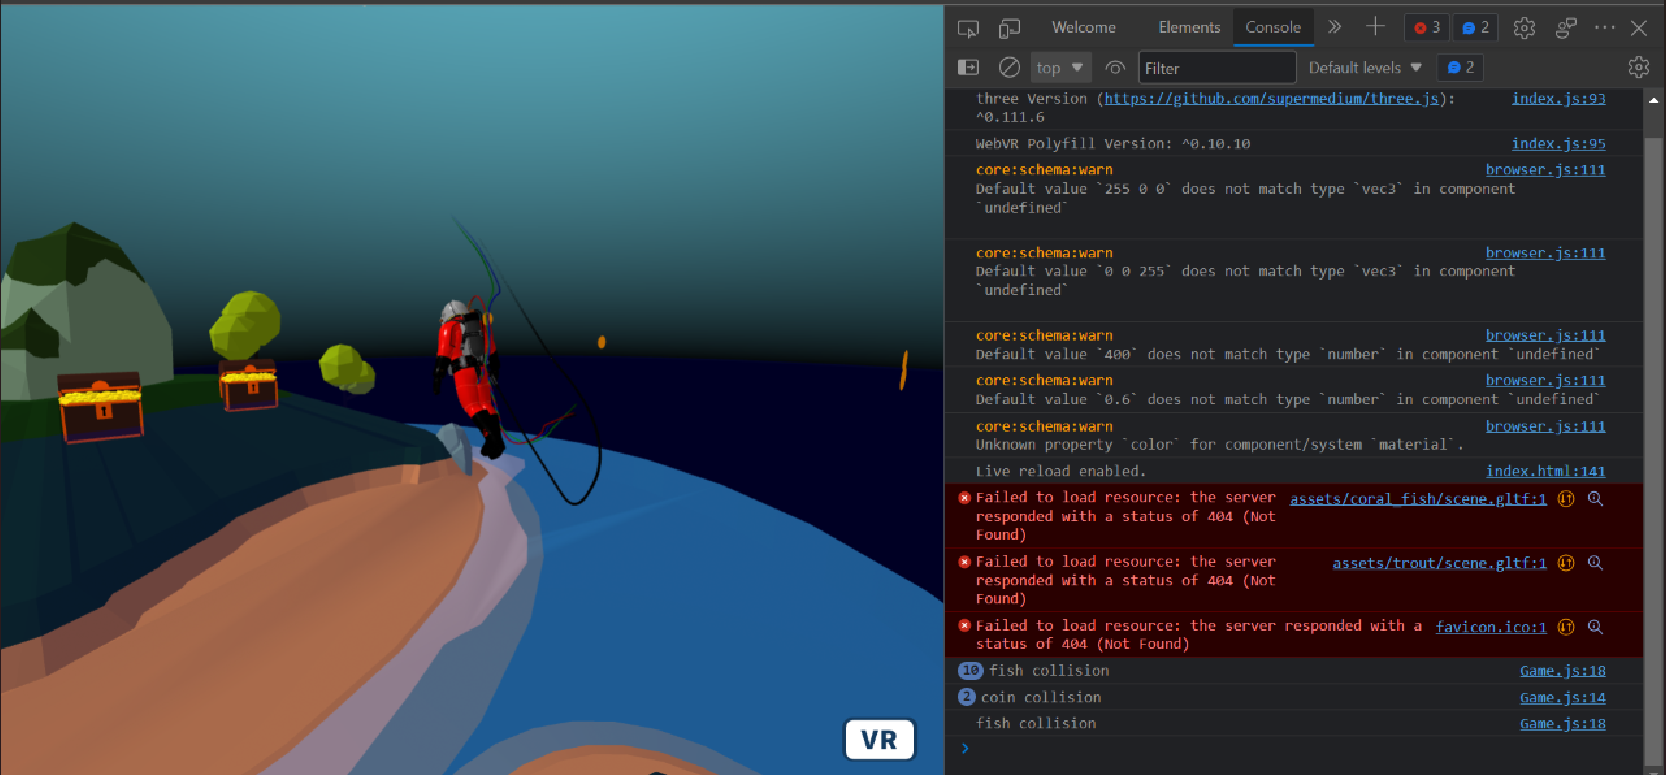 Welcome Elements Console 3 2
top Filter Default levels 2
three Version (https://github.com/supermedium/three.js): index.js:93
^0.111.6
WebVR Polyfill Version: ^0.10.10 index.js:95
core:schema:warn browser.js:111
Default value `255 0 0` does not match type `vec3` in component
`undefined`
core:schema:warn browser.js:111
Default value `0 0 255` does not match type `vec3` in component
`undefined`
core:schema:warn browser.js:111
Default value `400` does not match type `number` in component `undefined`
core:schema:warn browser.js:111
Default value `0.6` does not match type `number` in component `undefined`
core:schema:warn browser.js:111
Unknown property `color` for component/system `material`.
Live reload enabled. index.html:141
Failed to load resource: the server assets/coral_fish/scene.gltf:1
responded with a status of 404 (Not
Found)
Failed to load resource: the server assets/trout/scene.gltf:1
responded with a status of 404 (Not
Found)
Failed to load resource: the server responded with a favicon.ico:1
status of 404 (Not Found)
10 fish collision Game.js:18
2 coin collision Game.js:14
fish collision Game.js:18
VR